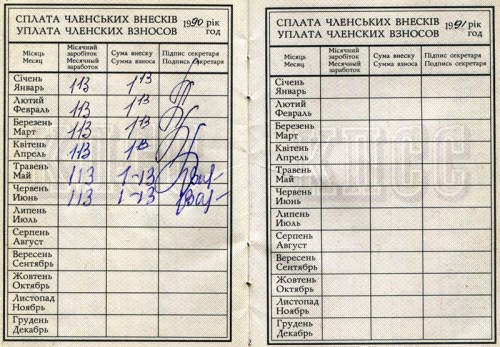 СПЛАТА ЧЛЕНСЬКИХ ВНЕСКІВ 1990 рік
УПЛАТА ЧЛЕНСКИХ ВЗНОСОВ год
Місяць Місячний заробіток Сума внеску Підпис секретаря
Месяц Месячный заработок Сумма взноса Подпись секретаря
Січень 113 1-13
Январь
Лютий 113 1-13
Февраль
Березень 113 1-13
Март
Квітень 113 1-13
Апрель
Травень 113 1-13
Май
Червень 113 1-13
Июнь
Липень
Июль
Серпень
Август
Вересень
Сентябрь
Жовтень
Октябрь
Листопад
Ноябрь
Грудень
Декабрь
2
СПЛАТА ЧЛЕНСЬКИХ ВНЕСКІВ 1991 рік
УПЛАТА ЧЛЕНСКИХ ВЗНОСОВ год
Місяць Місячний заробіток Сума внеску Підпис секретаря
Месяц Месячный заработок Сумма взноса Подпись секретаря
Січень
Январь
Лютий
Февраль
Березень
Март
Квітень
Апрель
Травень
Май
Червень
Июнь
Липень
Июль
Серпень
Август
Вересень
Сентябрь
Жовтень
Октябрь
Листопад
Ноябрь
Грудень
Декабрь
КПСС